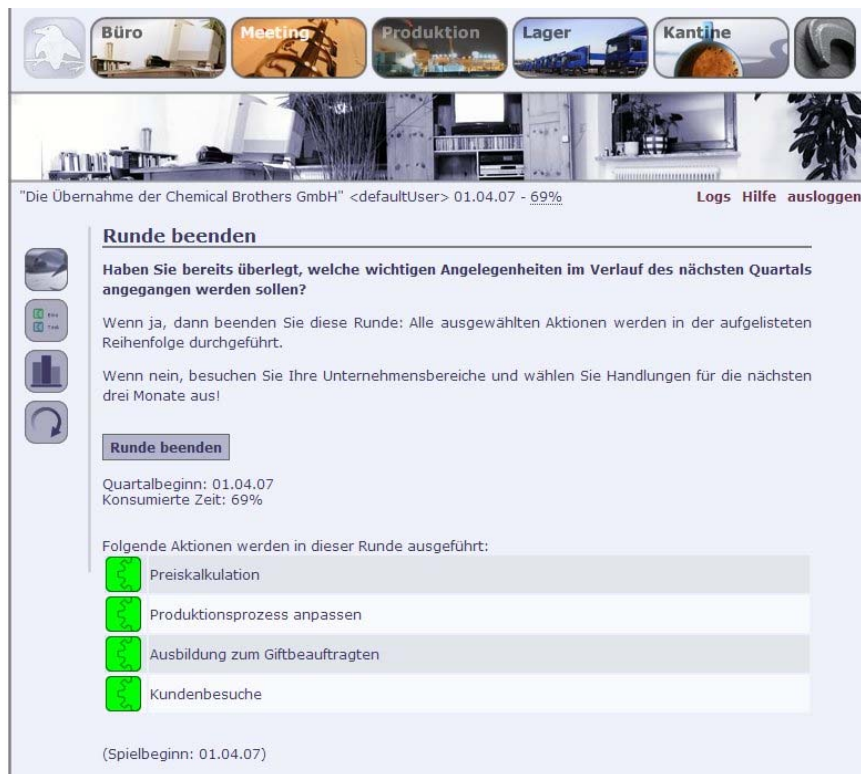 Büro
Meeting
Produktion
Lager
Kantine
"Die Übernahme der Chemical Brothers GmbH" <defaultUser> 01.04.07 - 69%
Logs Hilfe ausloggen
Runde beenden
Haben Sie bereits überlegt, welche wichtigen Angelegenheiten im Verlauf des nächsten Quartals
angegangen werden sollen?
Wenn ja, dann beenden Sie diese Runde: Alle ausgewählten Aktionen werden in der aufgelisteten
Reihenfolge durchgeführt.
Wenn nein, besuchen Sie Ihre Unternehmensbereiche und wählen Sie Handlungen für die nächsten
drei Monate aus!
Runde beenden
Quartalbeginn: 01.04.07
Konsumierte Zeit: 69%
Folgende Aktionen werden in dieser Runde ausgeführt:
Preiskalkulation
Produktionsprozess anpassen
Ausbildung zum Giftbeauftragten
Kundenbesuche
(Spielbeginn: 01.04.07)